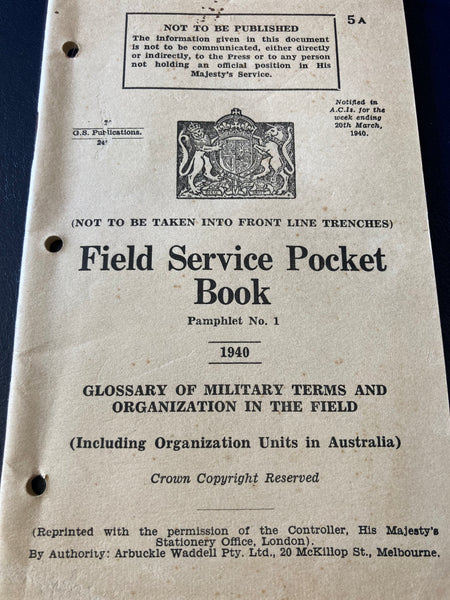 5A
NOT TO BE PUBLISHED
The information given in this document
is not to be communicated, either directly
or indirectly, to the Press or to any person
not holding an official position in His
Majesty's Service.
Notified in
A.C.Is. for the
week ending
20th March,
1940.
G.S. Publications.
(NOT TO BE TAKEN INTO FRONT LINE TRENCHES)
Field Service Pocket
Book
Pamphlet No. 1
1940
GLOSSARY OF MILITARY TERMS AND
ORGANIZATION IN THE FIELD
(Including Organization Units in Australia)
Crown Copyright Reserved
(Reprinted with the permission of the Controller, His Majesty's
Stationery Office, London).
By Authority: Arbuckle Waddell Pty. Ltd., 20 McKillop St., Melbourne.